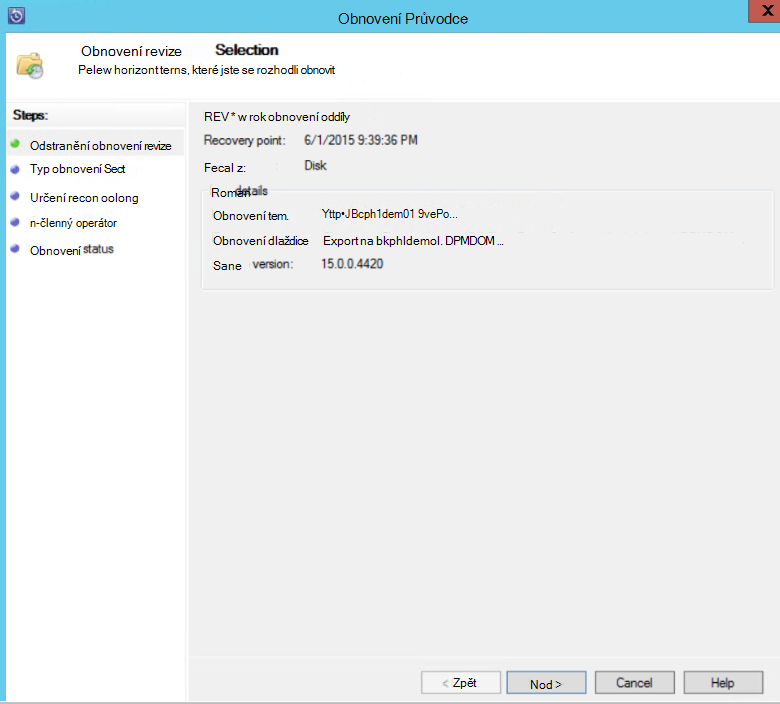 Obnovení Průvodce
X
Obnovení revize Selection
Pelew horizont terns, které jste se rozhodli obnovit
Steps:
Odstranění obnovení revize
Typ obnovení Sect
Určení recon oolong
n-členný operátor
Obnovení status
REV * w rok obnovení oddíly
Recovery point: 6/1/2015 9:39:36 PM
Fecal z: Disk
Román details
Obnovení tem. Yttp•JBcph1dem01 9vePo...
Obnovení dlaždice Export na bkphldemol. DPMDOM ...
Sane version: 15.0.0.4420
< Zpět
Nod >
Cancel
Help